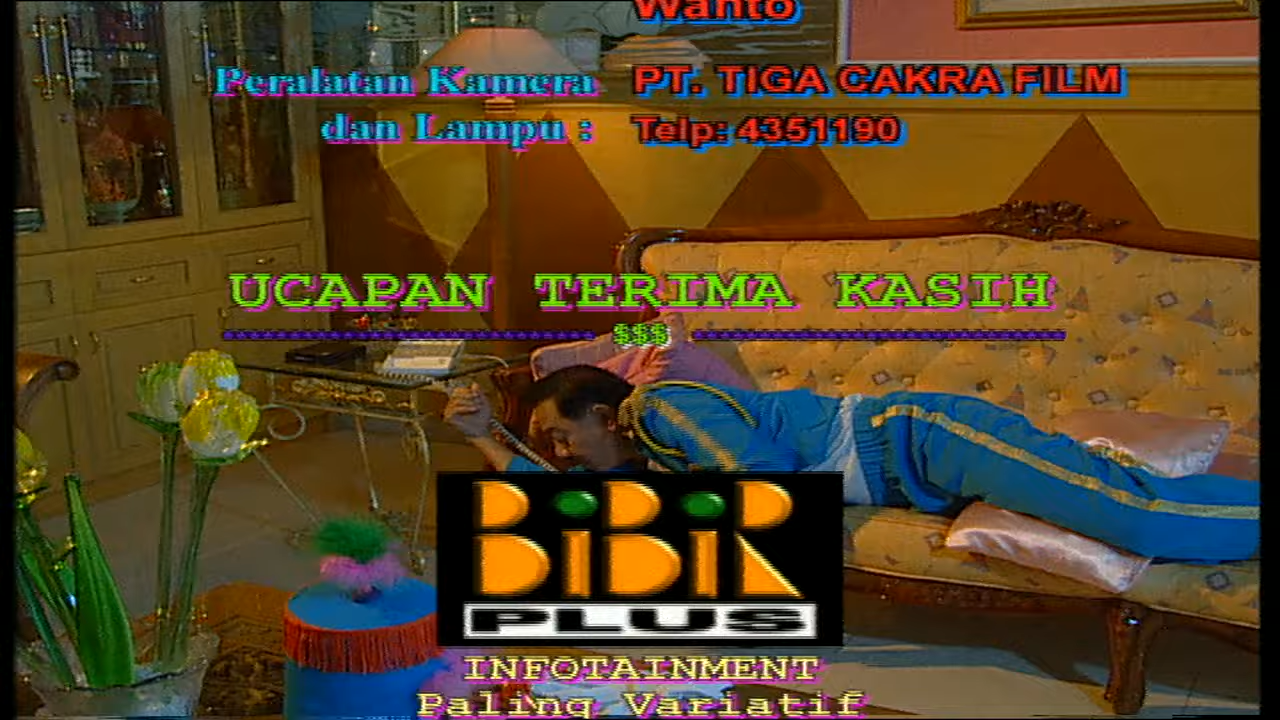 Wanto
Peralatan Kamera PT. TIGA CAKRA FILM
dan Lampu : Telp: 4351190
UCAPAN TERIMA KASIH
$$$
BiBiR
PLUS
INFOTAINMENT
Paling Variatif